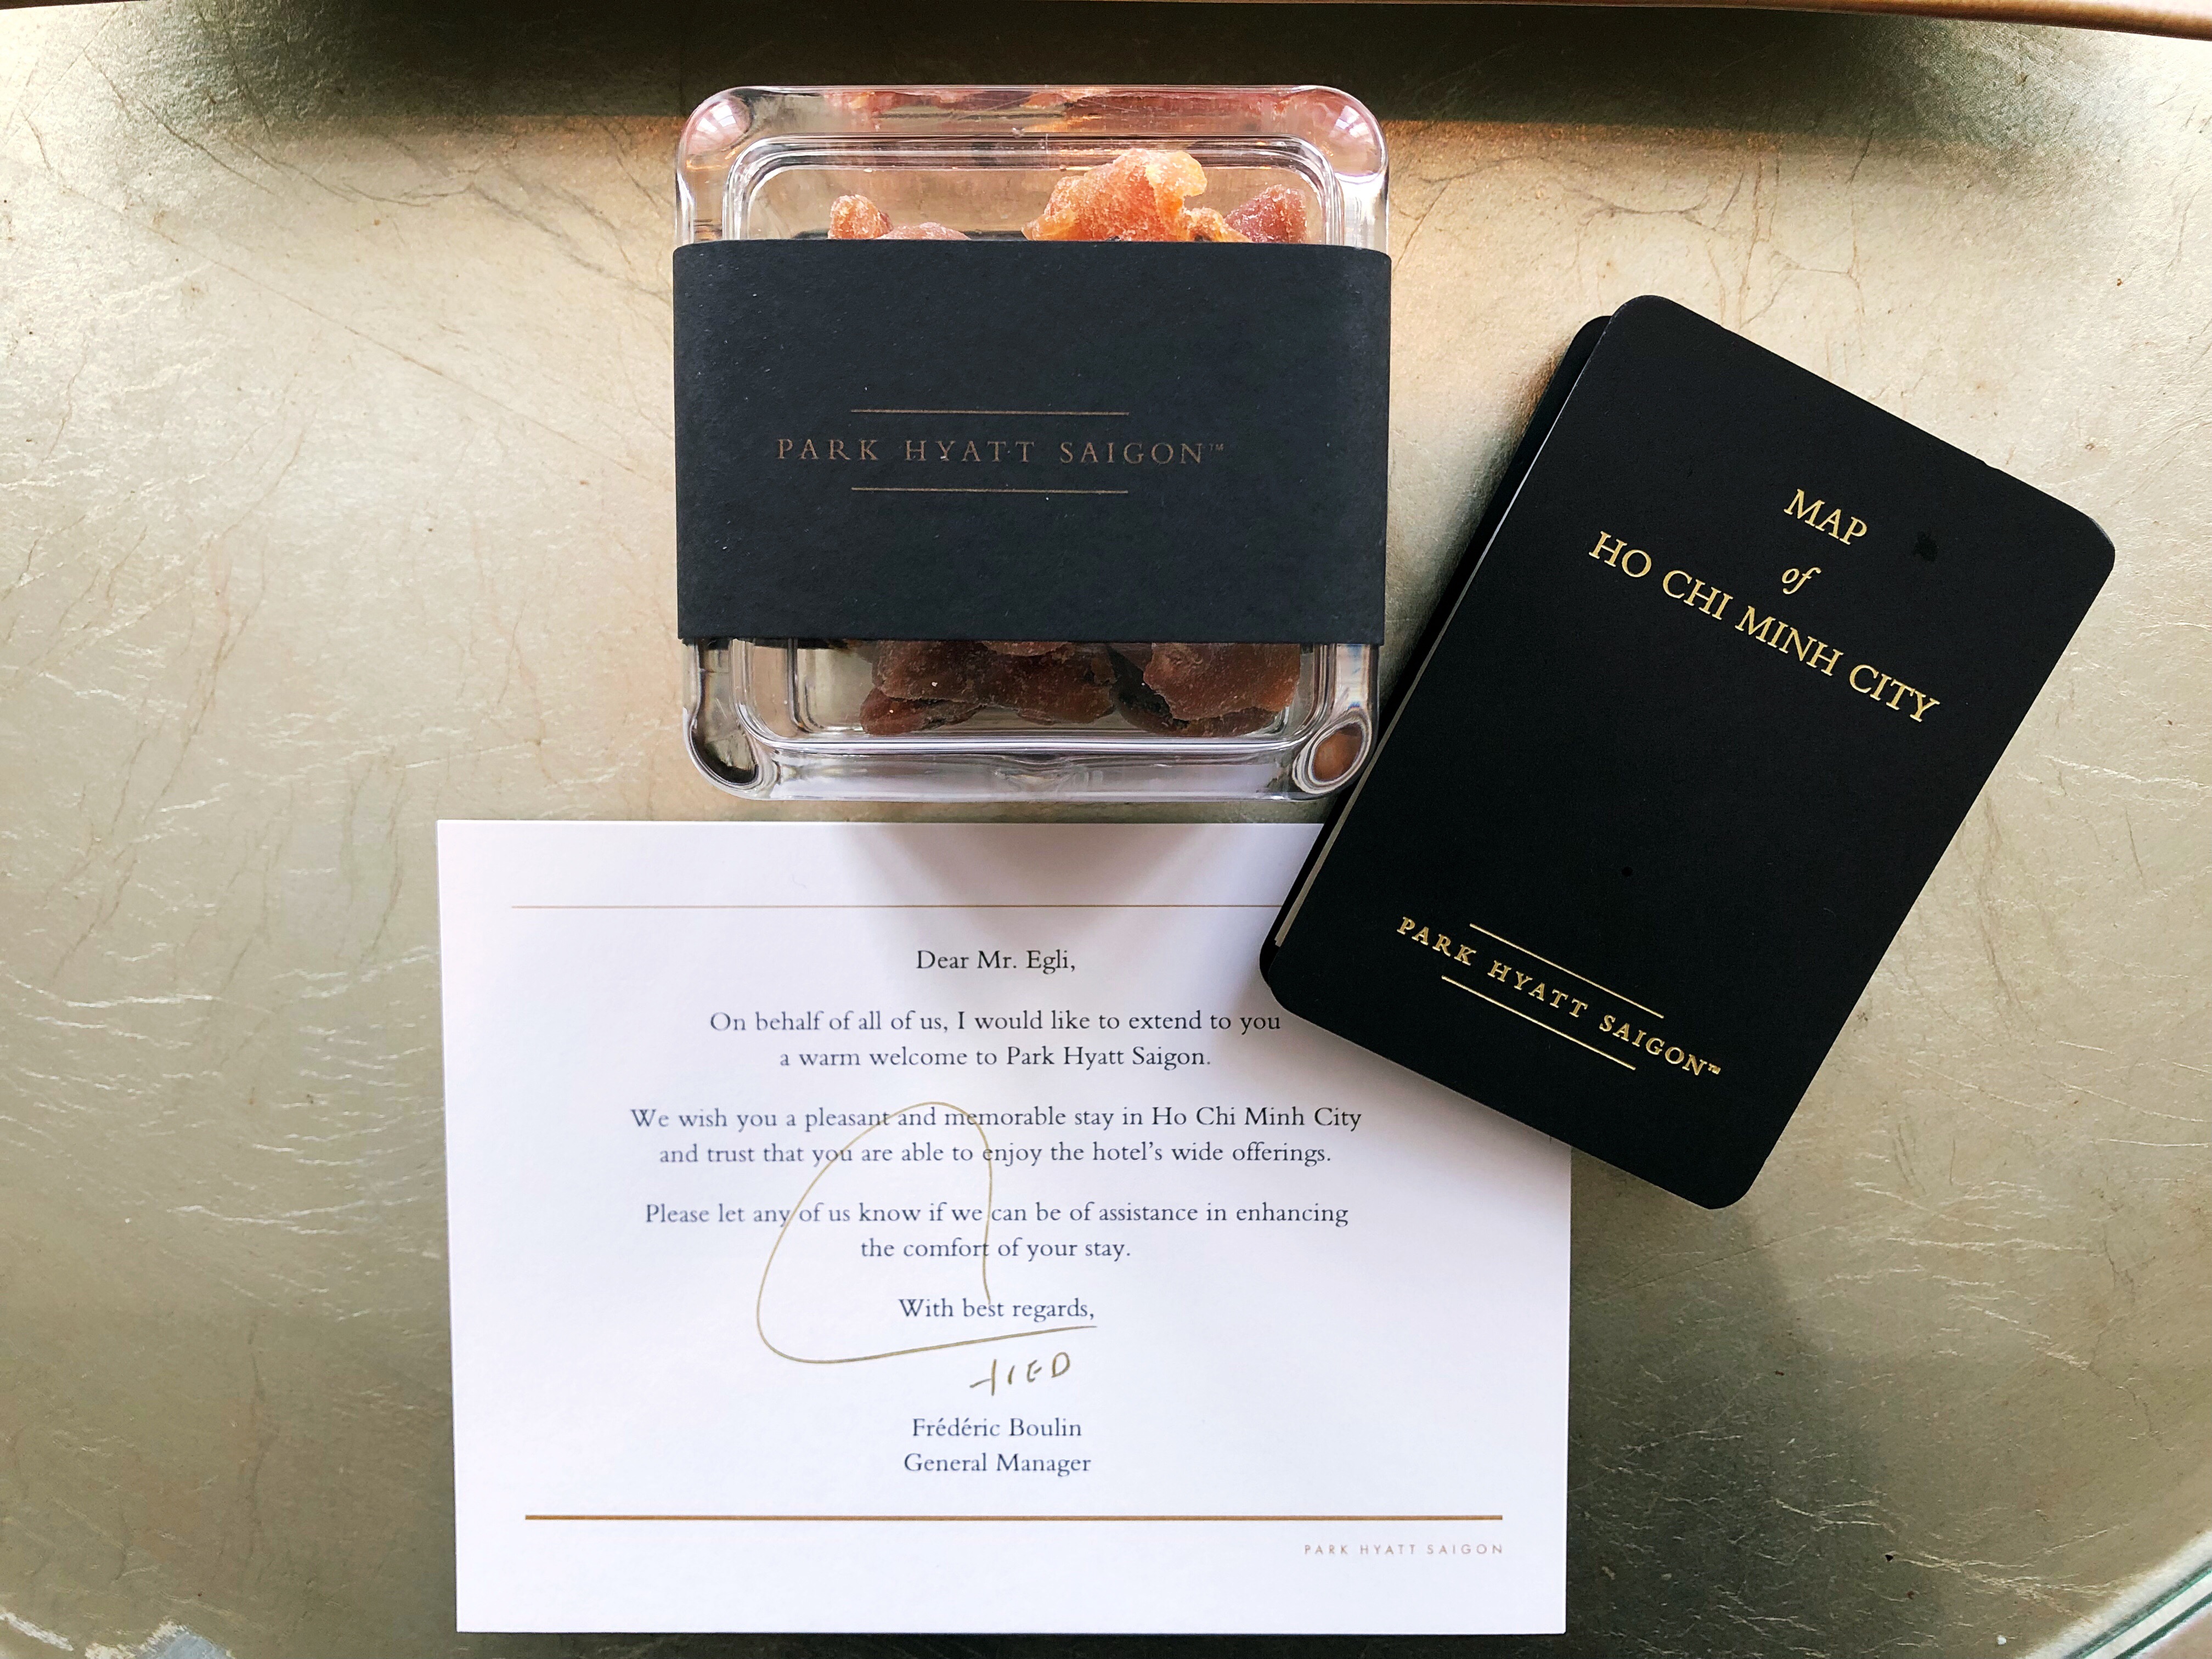 PARK HYATT SAIGON™
MAP
of
HO CHI MINH CITY
PARK HYATT SAIGON™
Dear Mr. Egli,
On behalf of all of us, I would like to extend to you
a warm welcome to Park Hyatt Saigon.
We wish you a pleasant and memorable stay in Ho Chi Minh City
and trust that you are able to enjoy the hotel's wide offerings.
Please let any of us know if we can be of assistance in enhancing
the comfort of your stay.
With best regards,
Frédéric Boulin
General Manager
PARK HYATT SAIGON